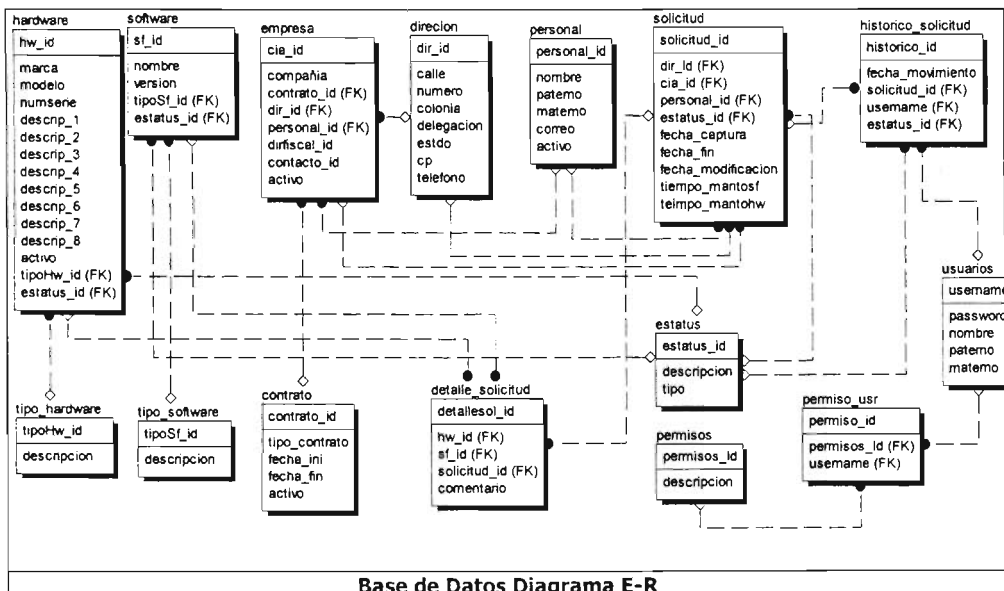 hardware
hw_id
marca
modelo
numserie
descrip_1
descrip_2
descrip_3
descrip_4
descrip_5
descrip_6
descrip_7
descrip_8
activo
tipoHw_id (FK)
estatus_id (FK)
software
sf_id
nombre
version
tipoSf_id (FK)
estatus_id (FK)
empresa
cia_id
compañia
contrato_id (FK)
dir_id (FK)
personal_id (FK)
dirfiscal_id
contacto_id
activo
direcion
dir_id
calle
numero
colonia
delegacion
estdo
cp
telefono
personal
personal_id
nombre
paterno
materno
correo
activo
solicitud
solicitud_id
dir_id (FK)
cia_id (FK)
personal_id (FK)
estatus_id (FK)
fecha_captura
fecha_fin
fecha_modificacion
tiempo_mantosf
teimpo_mantohw
historico_solicitud
historico_id
fecha_movimiento
solicitud_id (FK)
username (FK)
estatus_id (FK)
usuarios
username
password
nombre
paterno
materno
estatus
estatus_id
descripcion
tipo
tipo_hardware
tipoHw_id
descripcion
tipo_software
tipoSf_id
descripcion
contrato
contrato_id
tipo_contrato
fecha_ini
fecha_fin
activo
detalle_solicitud
detallesol_id
hw_id (FK)
sf_id (FK)
solicitud_id (FK)
comentario
permisos
permisos_id
descripcion
permiso_usr
permiso_id
permisos_id (FK)
username (FK)
Base de Datos Diagrama E-R